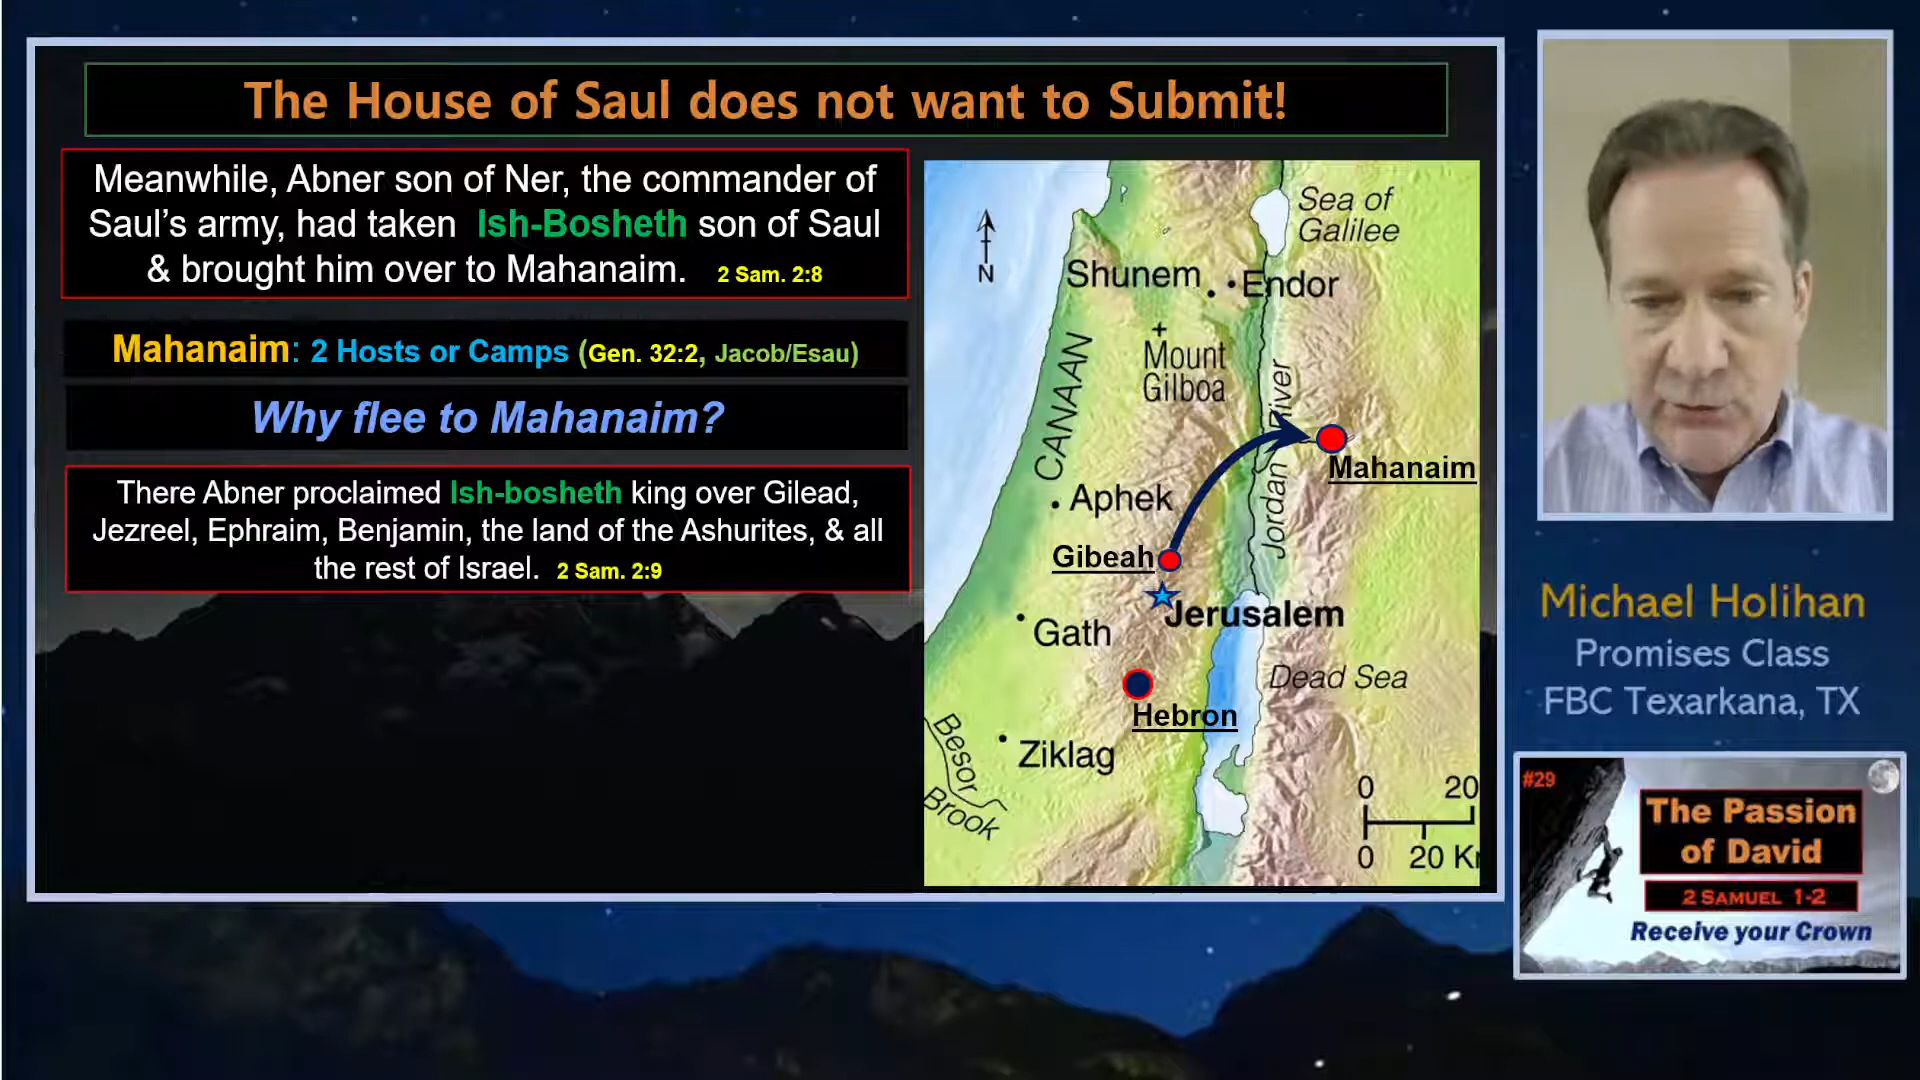 The House of Saul does not want to Submit!
Meanwhile, Abner son of Ner, the commander of
Saul's army, had taken Ish-Bosheth son of Saul
& brought him over to Mahanaim. 2 Sam. 2:8
Mahanaim: 2 Hosts or Camps (Gen. 32:2, Jacob/Esau)
Why flee to Mahanaim?
There Abner proclaimed Ish-bosheth king over Gilead,
Jezreel, Ephraim, Benjamin, the land of the Ashurites, & all
the rest of Israel. 2 Sam. 2:9
Sea of
Galilee
N
Shunem
Endor
Mount
Gilboa
CANAAN
Jordan River
Mahanaim
Aphek
Gibeah
Jerusalem
Gath
Dead Sea
Hebron
Ziklag
Besor
Brook
0 20
0 20 K
Michael Holihan
Promises Class
FBC Texarkana, TX
#29
The Passion
of David
2 SAMUEL 1-2
Receive your Crown